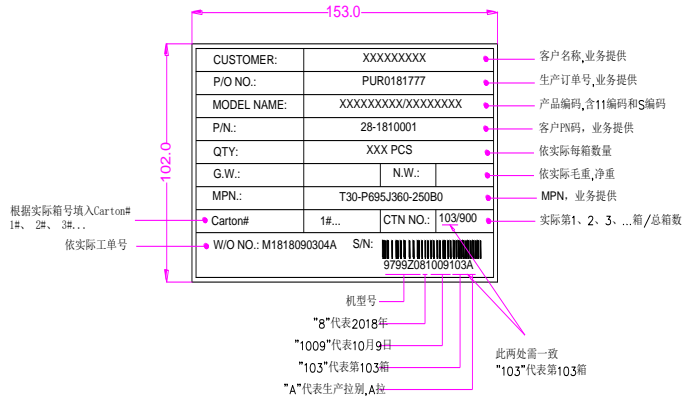 153.0
102.0
CUSTOMER: XXXXXXXXX 客户名称,业务提供
P/O NO.: PUR0181777 生产订单号,业务提供
MODEL NAME: XXXXXXXXX/XXXXXXXX 产品编码,含11编码和S编码
P/N.: 28-1810001 客户PN码，业务提供
QTY: XXX PCS 依实际每箱数量
G.W.: N.W.: 依实际毛重,净重
MPN.: T30-P695J360-250B0 MPN，业务提供
根据实际箱号填入Carton#
1#、 2#、 3#...
Carton# 1#... CTN NO.: 103/900 实际第1、2、3、...箱/总箱数
依实际工单号 W/O NO.: M1818090304A S/N:
9799Z081009103A
机型号
"8"代表2018年
"1009"代表10月9日
"103"代表第103箱
"A"代表生产拉别,A拉
此两处需一致
"103"代表第103箱